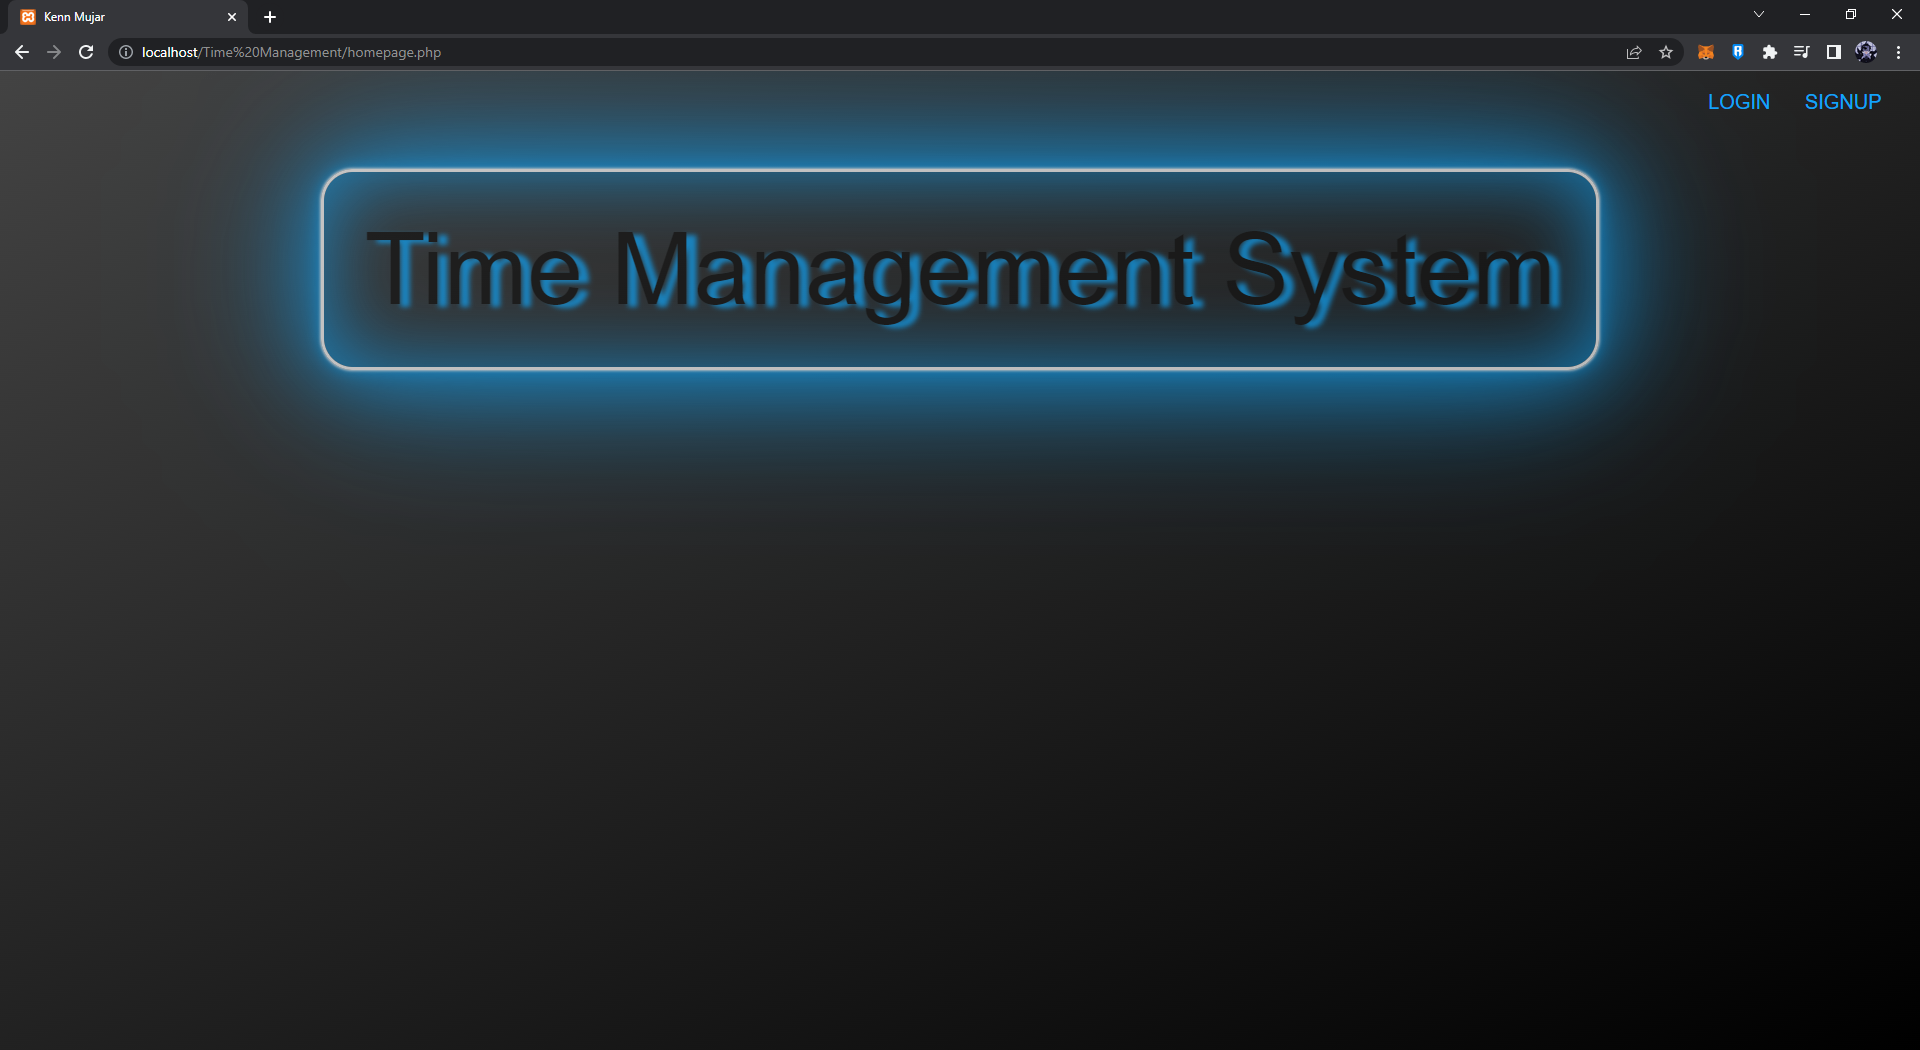 Kenn Mujar
localhost/Time%20Management/homepage.php
LOGIN SIGNUP
Time Management System